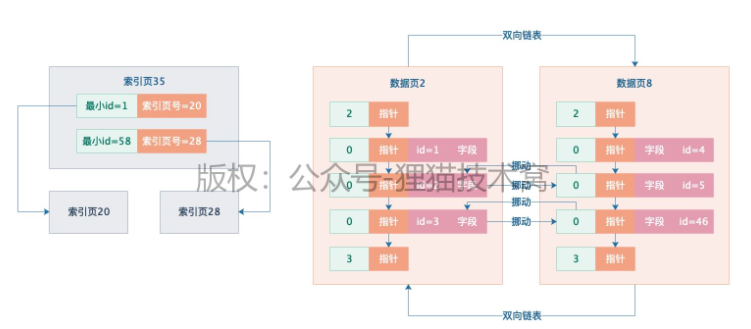 双向链表
索引页35
最小id=1 索引页号=20
最小id=58 索引页号=28
索引页20
索引页28
数据页2
2 指针
0 指针 id=1 字段
0 指针
0 指针 id=3 字段
3 指针
挪动
挪动
挪动
挪动
数据页8
2 指针
0 指针 字段 id=4
0 指针 字段 id=5
0 指针 字段 id=46
3 指针
双向链表
版权：公众号-狸猫技术窝